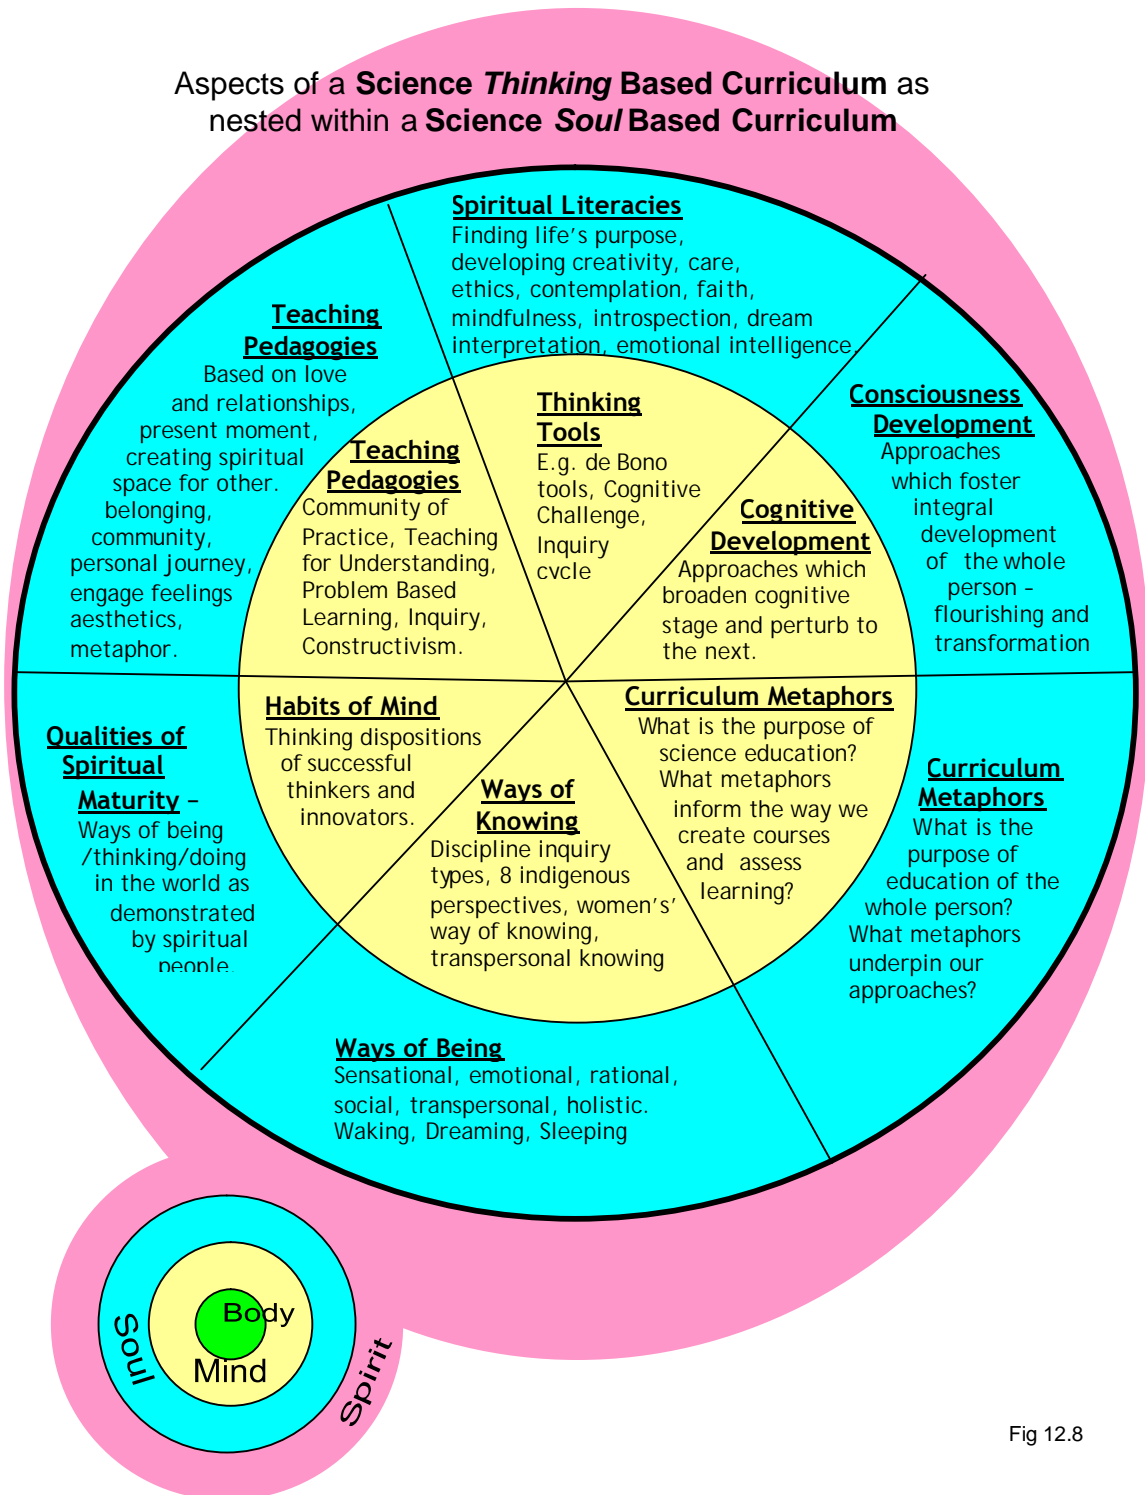 Aspects of a Science Thinking Based Curriculum as
nested within a Science Soul Based Curriculum
Spiritual Literacies
Finding life's purpose,
developing creativity, care,
ethics, contemplation, faith,
mindfulness, introspection, dream
interpretation, emotional intelligence.
Teaching
Pedagogies
Based on love
and relationships,
present moment,
creating spiritual
space for other.
belonging,
community,
personal journey,
engage feelings
aesthetics,
metaphor.
Consciousness
Development
Approaches
which foster
integral
development
of the whole
person –
flourishing and
transformation
Thinking
Tools
E.g. de Bono
tools, Cognitive
Challenge,
Inquiry
cycle
Teaching
Pedagogies
Community of
Practice, Teaching
for Understanding,
Problem Based
Learning, Inquiry,
Constructivism.
Cognitive
Development
Approaches which
broaden cognitive
stage and perturb to
the next.
Habits of Mind
Thinking dispositions
of successful
thinkers and
innovators.
Ways of
Knowing
Discipline inquiry
types, 8 indigenous
perspectives, women's'
way of knowing,
transpersonal knowing
Curriculum Metaphors
What is the purpose of
science education?
What metaphors
inform the way we
create courses
and assess
learning?
Qualities of
Spiritual
Maturity –
Ways of being
/thinking/doing
in the world as
demonstrated
by spiritual
people.
Curriculum
Metaphors
What is the
purpose of
education of the
whole person?
What metaphors
underpin our
approaches?
Ways of Being
Sensational, emotional, rational,
social, transpersonal, holistic.
Waking, Dreaming, Sleeping
Body
Mind
Soul
Spirit
Fig 12.8